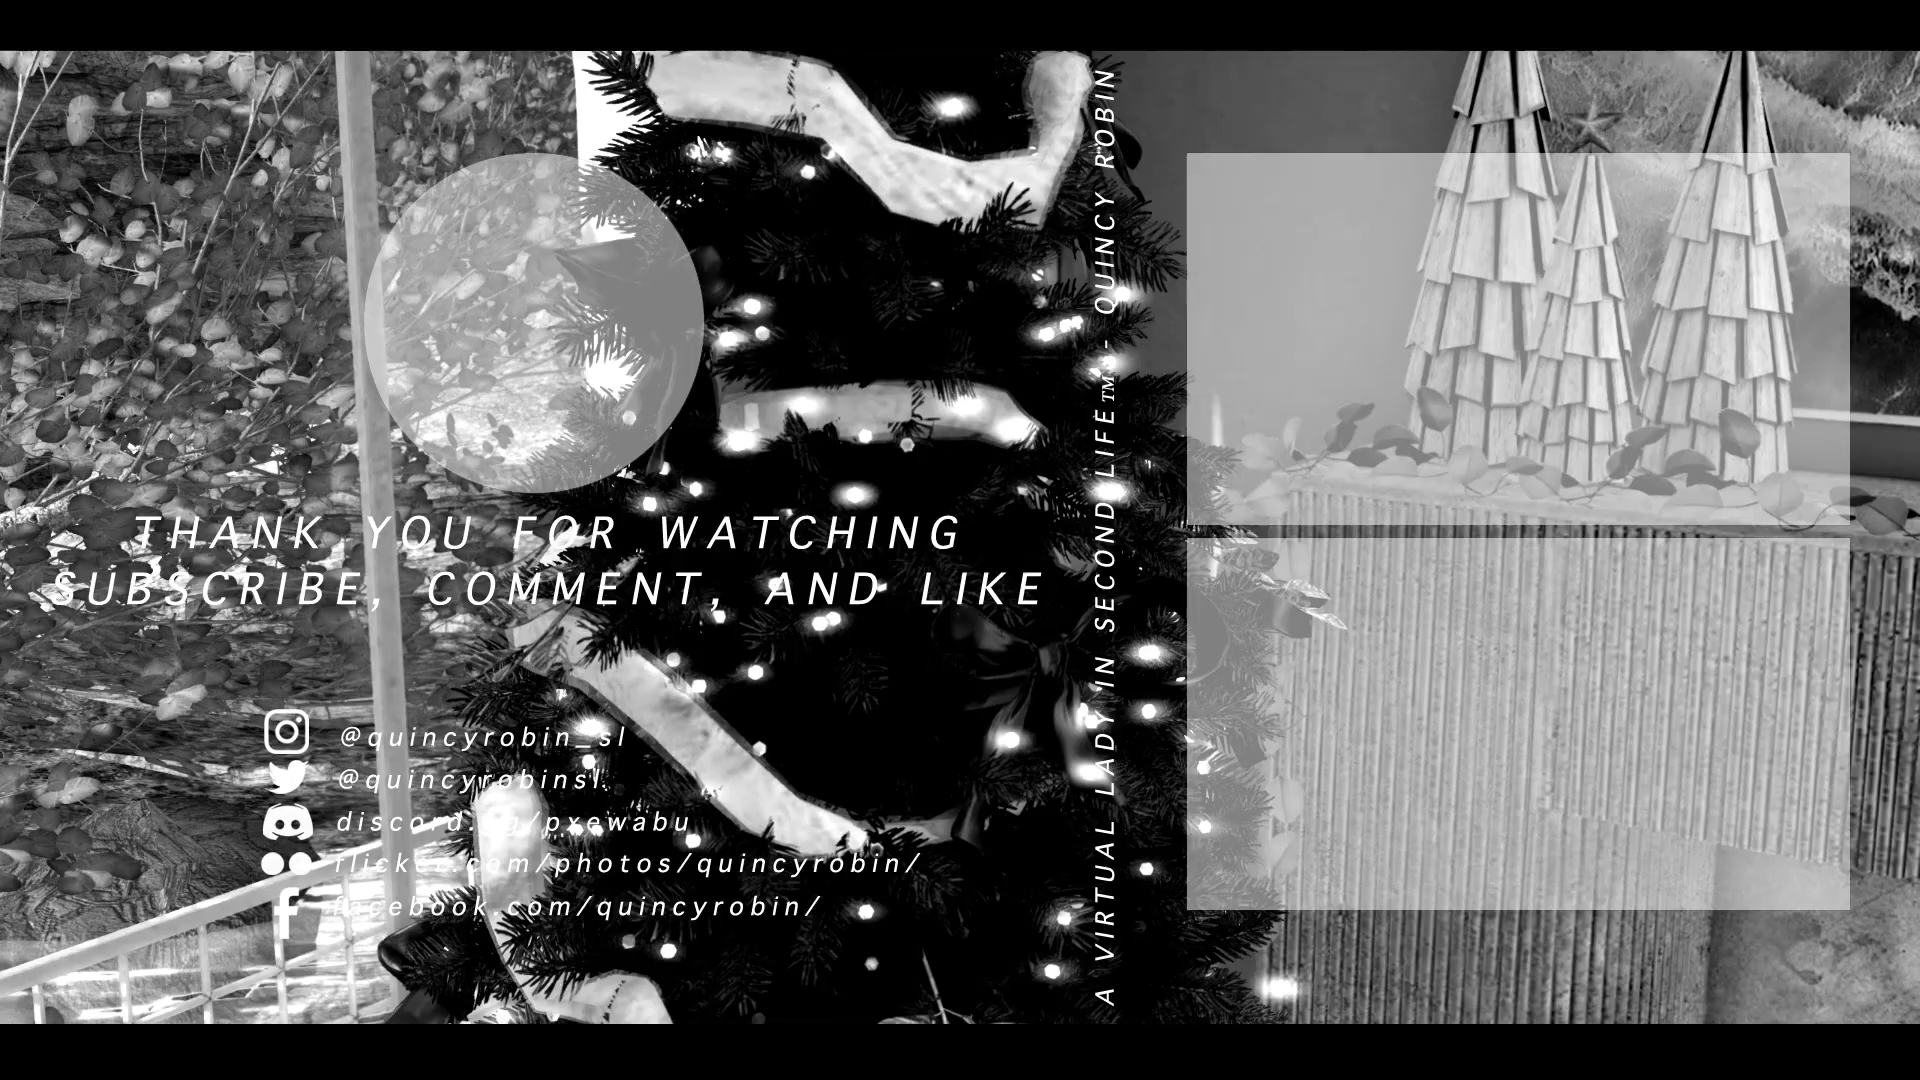 THANK YOU FOR WATCHING
SUBSCRIBE, COMMENT, AND LIKE
@quincyrobin_sl
@quincyrobinsl
discord.gg/pxewabu
flicker.com/photos/quincyrobin/
facebook.com/quincyrobin/
A VIRTUAL LADY IN SECOND LIFE™ - QUINCY ROBIN